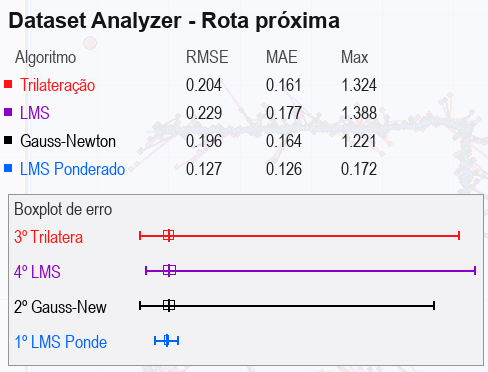 Dataset Analyzer - Rota próxima
Algoritmo RMSE MAE Max
Trilateração 0.204 0.161 1.324
LMS 0.229 0.177 1.388
Gauss-Newton 0.196 0.164 1.221
LMS Ponderado 0.127 0.126 0.172
Boxplot de erro
3º Trilatera
4º LMS
2º Gauss-New
1º LMS Ponde